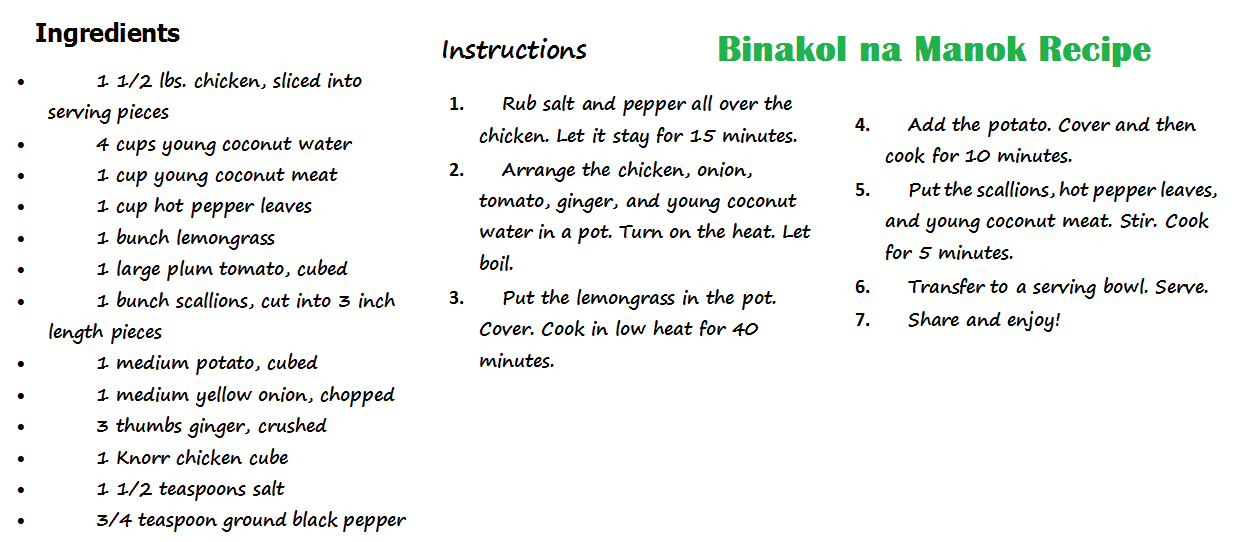 Binakol na Manok Recipe
Ingredients
• 1 1/2 lbs. chicken, sliced into
serving pieces
• 4 cups young coconut water
• 1 cup young coconut meat
• 1 cup hot pepper leaves
• 1 bunch lemongrass
• 1 large plum tomato, cubed
• 1 bunch scallions, cut into 3 inch
length pieces
• 1 medium potato, cubed
• 1 medium yellow onion, chopped
• 3 thumbs ginger, crushed
• 1 Knorr chicken cube
• 1 1/2 teaspoons salt
• 3/4 teaspoon ground black pepper
Instructions
1. Rub salt and pepper all over the
chicken. Let it stay for 15 minutes.
2. Arrange the chicken, onion,
tomato, ginger, and young coconut
water in a pot. Turn on the heat. Let
boil.
3. Put the lemongrass in the pot.
Cover. Cook in low heat for 40
minutes.
4. Add the potato. Cover and then
cook for 10 minutes.
5. Put the scallions, hot pepper leaves,
and young coconut meat. Stir. Cook
for 5 minutes.
6. Transfer to a serving bowl. Serve.
7. Share and enjoy!